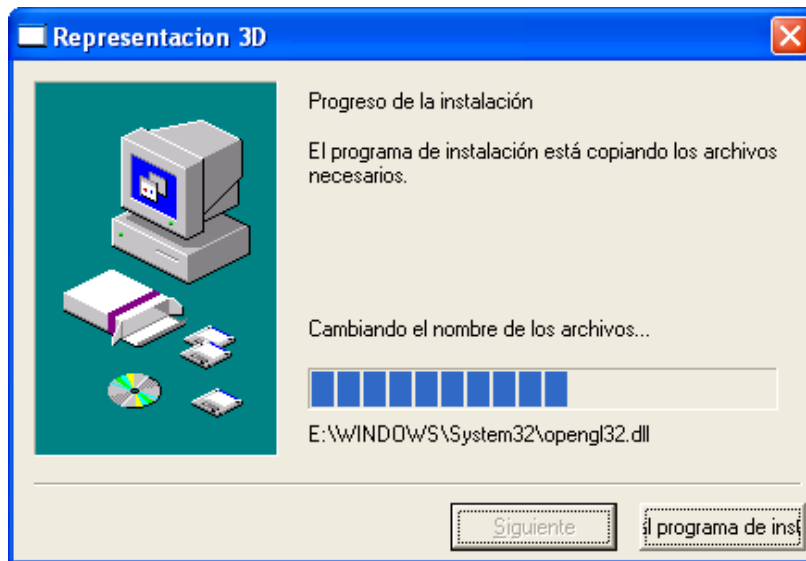 Representacion 3D
Progreso de la instalación
El programa de instalación está copiando los archivos
necesarios.
Cambiando el nombre de los archivos...
E:\WINDOWS\System32\opengl32.dll
Siguiente
l programa de inst